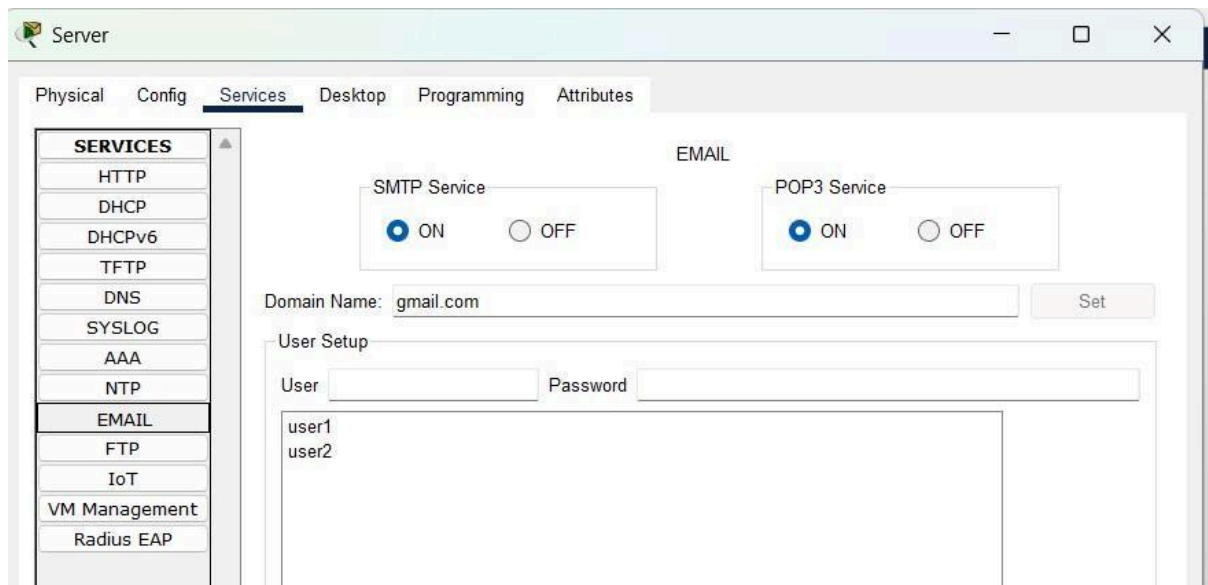 Server
Physical Config Services Desktop Programming Attributes
SERVICES
HTTP
DHCP
DHCPv6
TFTP
DNS
SYSLOG
AAA
NTP
EMAIL
FTP
IoT
VM Management
Radius EAP
EMAIL
SMTP Service
ON OFF
POP3 Service
ON OFF
Domain Name: gmail.com Set
User Setup
User Password
user1
user2